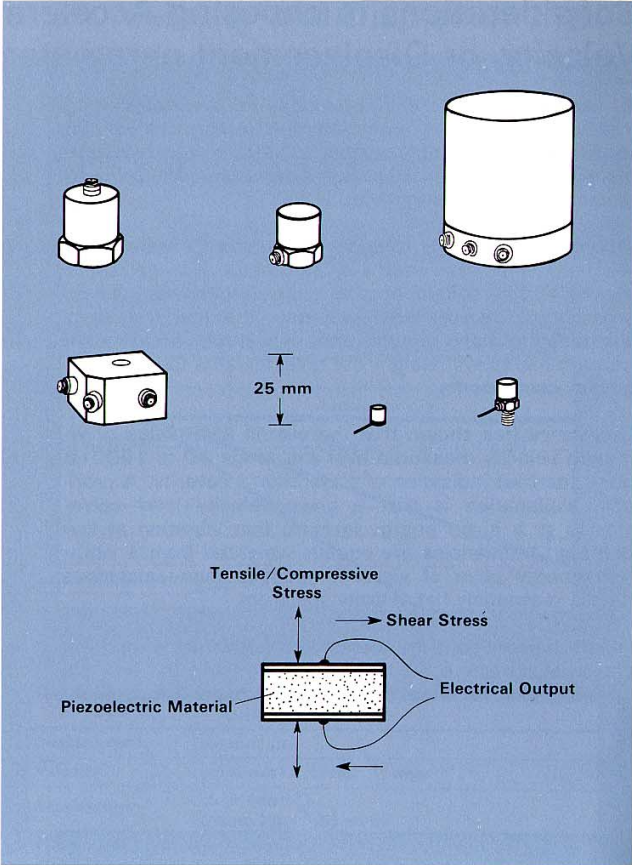 25 mm
Tensile/Compressive
Stress
Shear Stress
Piezoelectric Material
Electrical Output